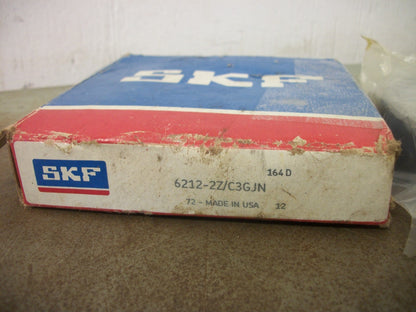 SKF
164 D
SKF
6212-2Z/C3GJN
72 - MADE IN USA 12